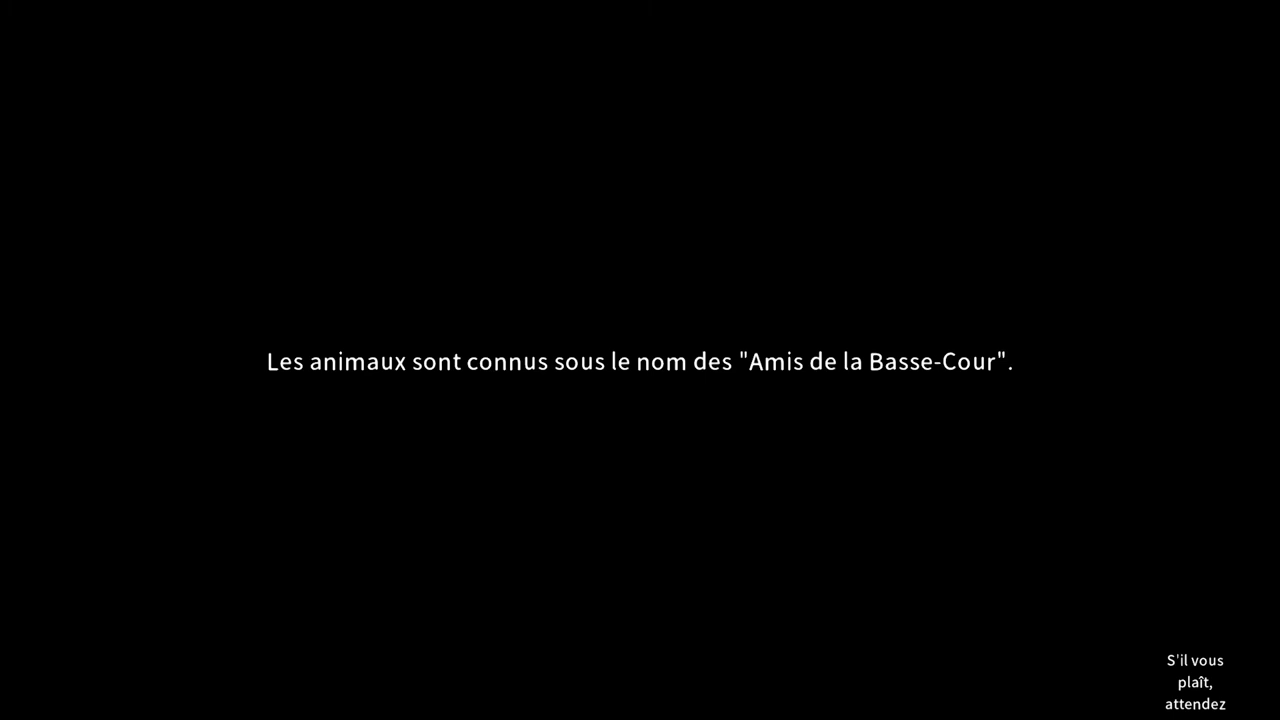 Les animaux sont connus sous le nom des "Amis de la Basse-Cour".
S'il vous
plaît,
attendez